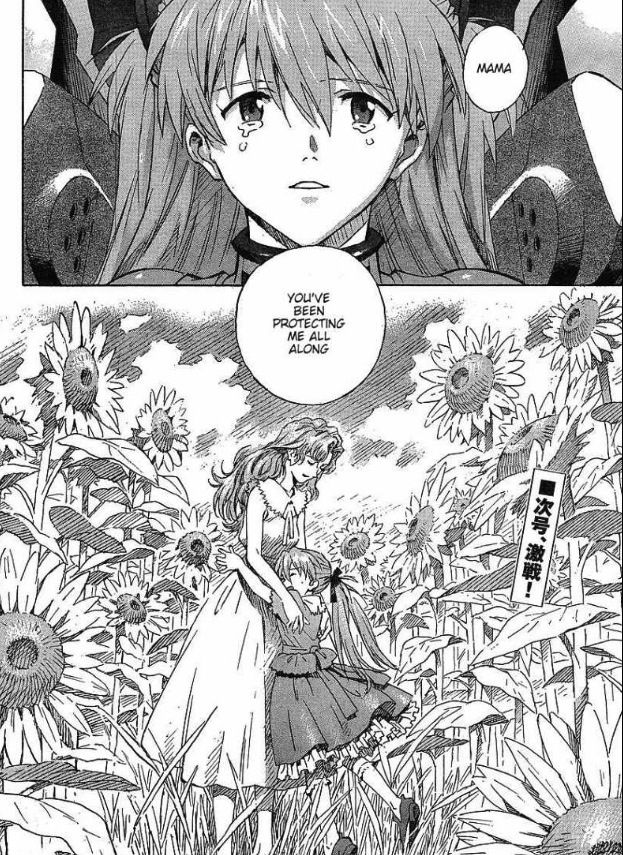 MAMA
YOU'VE
BEEN
PROTECTING
ME ALL
ALONG
■次号、激戦！